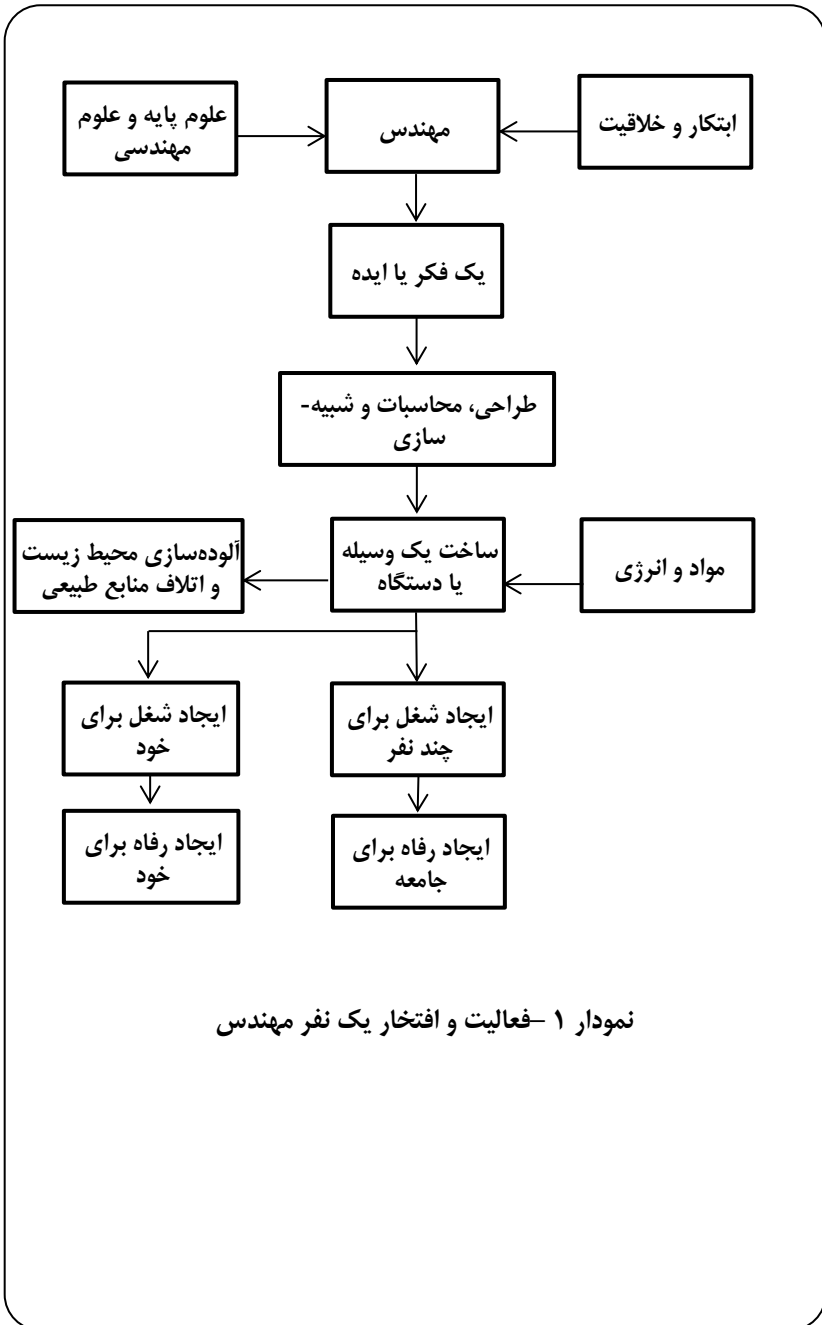 ابتکار و خلاقیت
مهندس
علوم پایه و علوم
مهندسی
یک فکر یا ایده
طراحی، محاسبات و شبیه-
سازی
مواد و انرژی
ساخت یک وسیله
یا دستگاه
آلوده‌سازی محیط زیست
و اتلاف منابع طبیعی
ایجاد شغل برای
چند نفر
ایجاد شغل برای
خود
ایجاد رفاه برای
جامعه
ایجاد رفاه برای
خود
نمودار ۱ –فعالیت و افتخار یک نفر مهندس